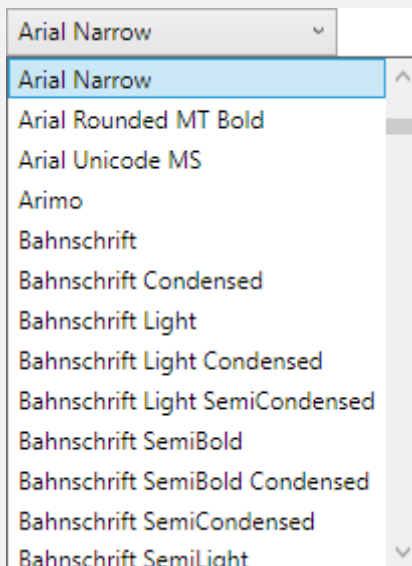 Arial Narrow
Arial Narrow
Arial Rounded MT Bold
Arial Unicode MS
Arimo
Bahnschrift
Bahnschrift Condensed
Bahnschrift Light
Bahnschrift Light Condensed
Bahnschrift Light SemiCondensed
Bahnschrift SemiBold
Bahnschrift SemiBold Condensed
Bahnschrift SemiCondensed
Bahnschrift SemiLight